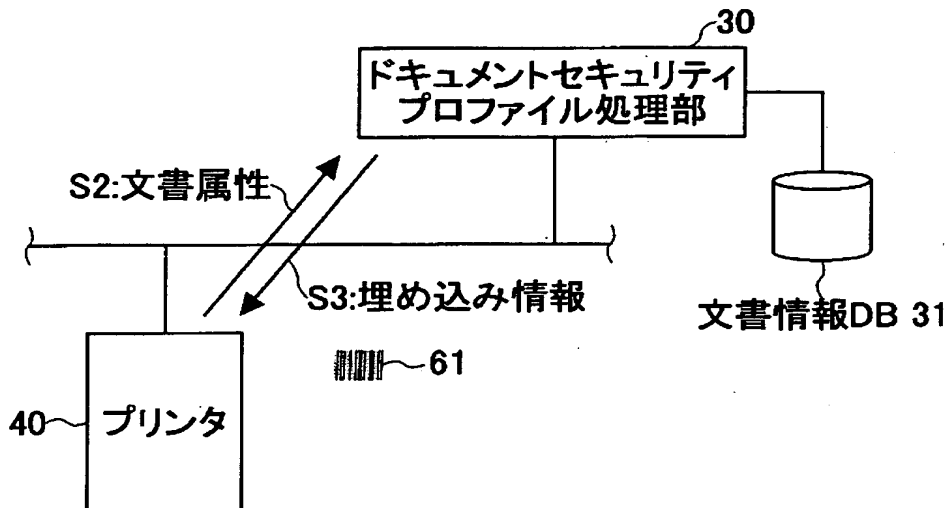 30
ドキュメントセキュリティ
プロファイル処理部
S2:文書属性
S3:埋め込み情報
文書情報DB 31
61
40
プリンタ